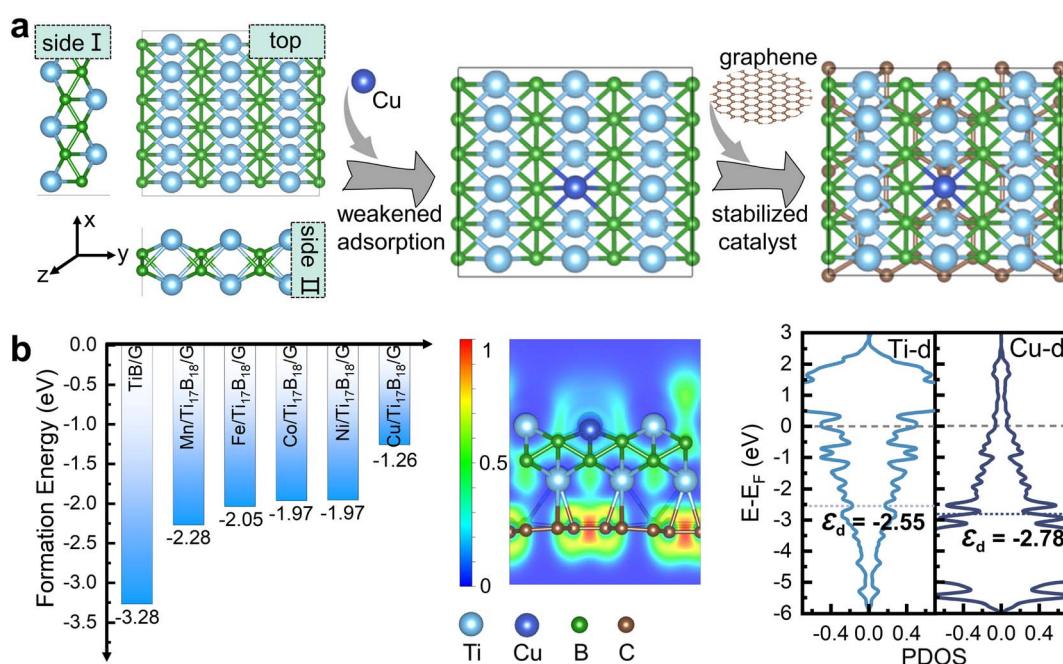 a
side I
top
side II
x
y
z
Cu
weakened
adsorption
graphene
stabilized
catalyst
b
Formation Energy (eV)
0.0
-0.5
-1.0
-1.5
-2.0
-2.5
-3.0
-3.5
TiB/G
Mn/Ti₁₇B₁₈/G
Fe/Ti₁₇B₁₈/G
Co/Ti₁₇B₁₈/G
Ni/Ti₁₇B₁₈/G
Cu/Ti₁₇B₁₈/G
-3.28
-2.28
-2.05
-1.97
-1.97
-1.26
1
0.5
0
Ti
Cu
B
C
E-E_F (eV)
3
2
1
0
-1
-2
-3
-4
-5
-6
Ti-d
Cu-d
Ɛd = -2.55
Ɛd = -2.78
-0.4 0.0 0.4 -0.4 0.0 0.4
PDOS